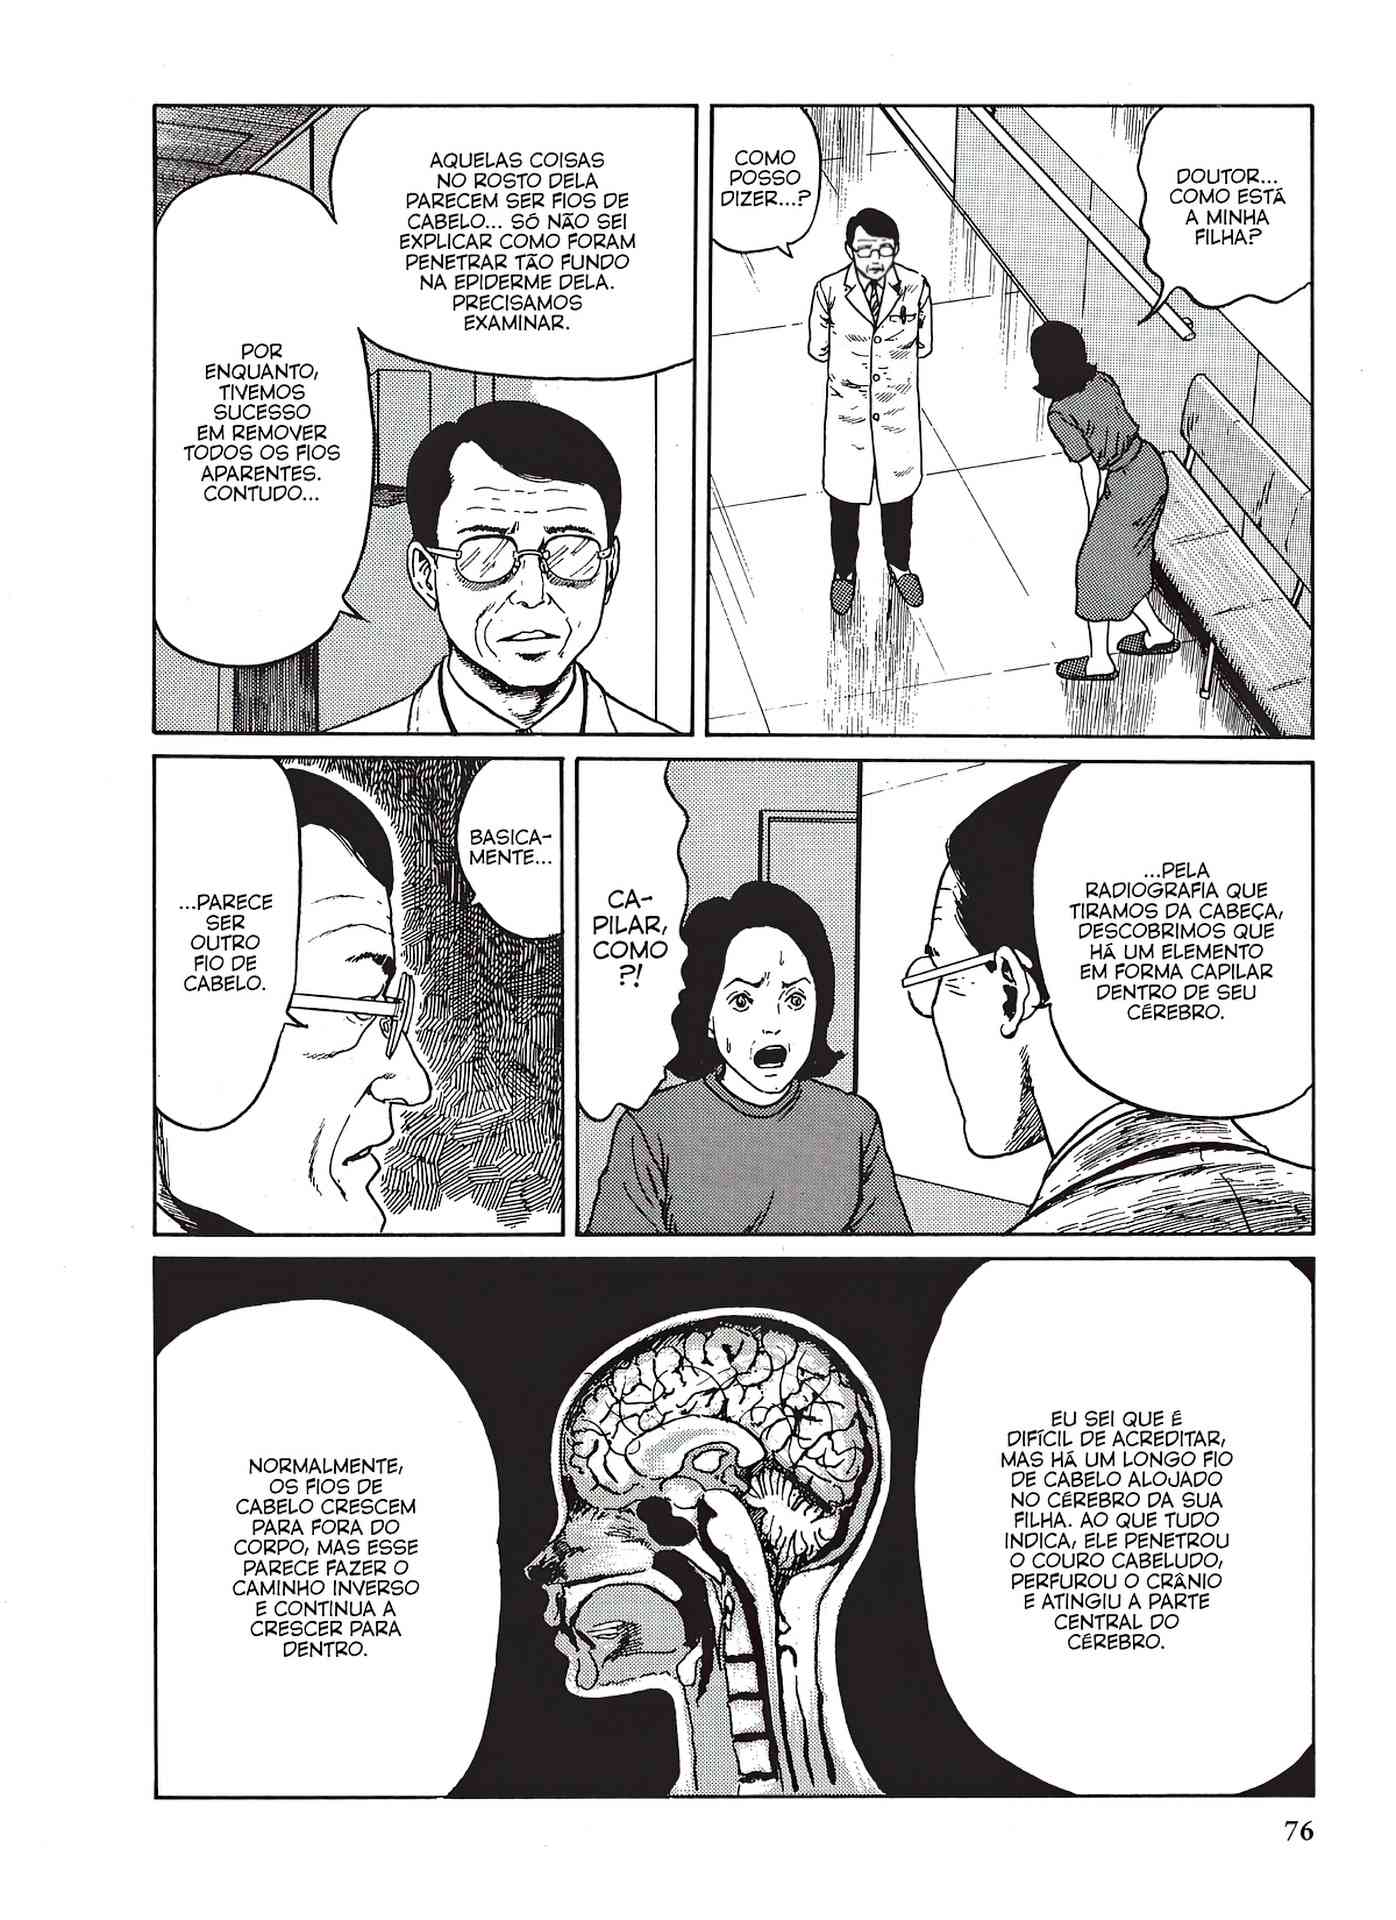 DOUTOR...
COMO ESTÁ
A MINHA
FILHA?
COMO
POSSO
DIZER...?
AQUELAS COISAS
NO ROSTO DELA
PARECEM SER FIOS DE
CABELO... SÓ NÃO SEI
EXPLICAR COMO FORAM
PENETRAR TÃO FUNDO
NA EPIDERME DELA.
PRECISAMOS
EXAMINAR.
POR
ENQUANTO,
TIVEMOS
SUCESSO
EM REMOVER
TODOS OS FIOS
APARENTES.
CONTUDO...
...PELA
RADIOGRAFIA QUE
TIRAMOS DA CABEÇA,
DESCOBRIMOS QUE
HÁ UM ELEMENTO
EM FORMA CAPILAR
DENTRO DE SEU
CÉREBRO.
CA-
PILAR,
COMO
?!
BASICA-
MENTE...
...PARECE
SER
OUTRO
FIO DE
CABELO.
EU SEI QUE É
DIFÍCIL DE ACREDITAR,
MAS HÁ UM LONGO FIO
DE CABELO ALOJADO
NO CÉREBRO DA SUA
FILHA. AO QUE TUDO
INDICA, ELE PENETROU
O COURO CABELUDO,
PERFUROU O CRÂNIO
E ATINGIU A PARTE
CENTRAL DO
CÉREBRO.
NORMALMENTE,
OS FIOS DE
CABELO CRESCEM
PARA FORA DO
CORPO, MAS ESSE
PARECE FAZER O
CAMINHO INVERSO
E CONTINUA A
CRESCER PARA
DENTRO.
76